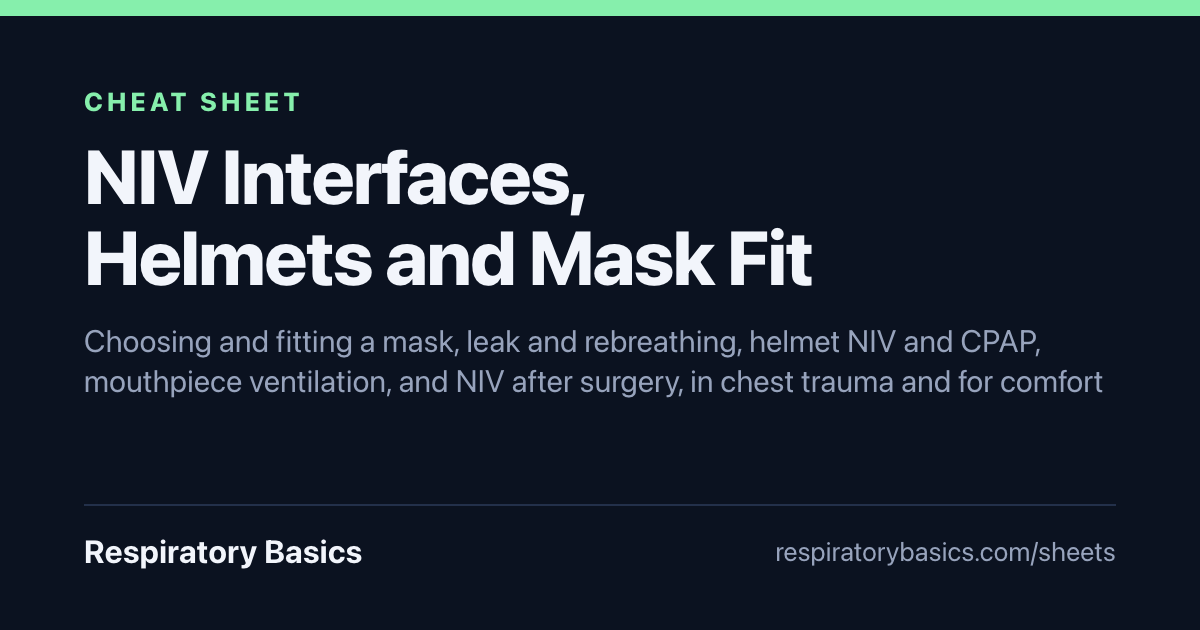 CHEAT SHEET
NIV Interfaces,
Helmets and Mask Fit
Choosing and fitting a mask, leak and rebreathing, helmet NIV and CPAP,
mouthpiece ventilation, and NIV after surgery, in chest trauma and for comfort
Respiratory Basics
respiratorybasics.com/sheets